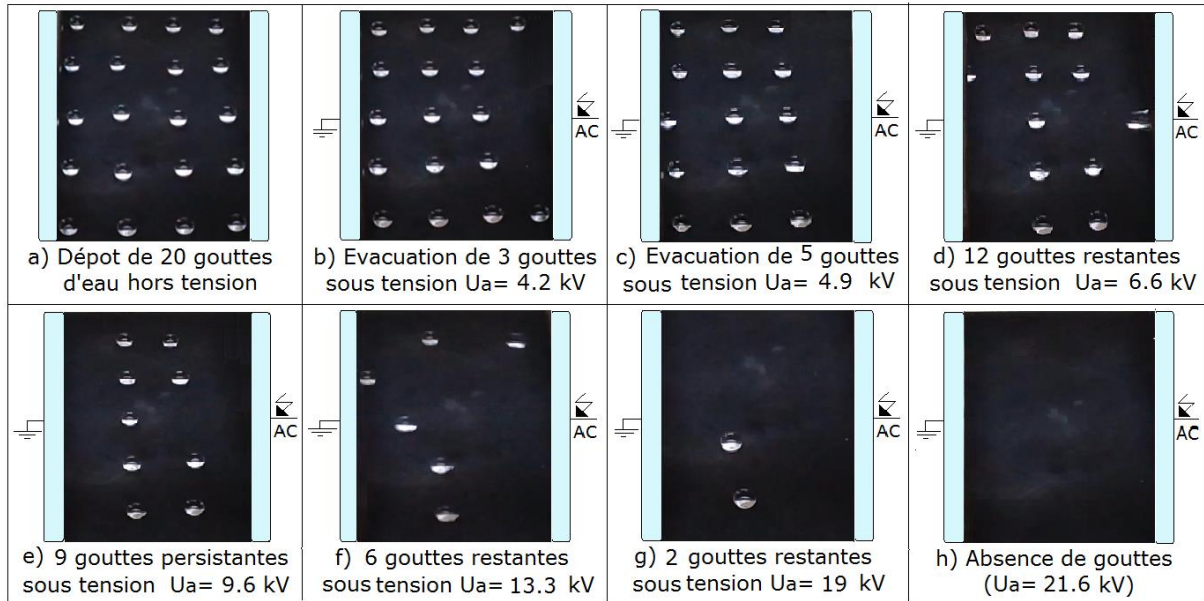 a) Dépot de 20 gouttes
d'eau hors tension
AC
b) Evacuation de 3 gouttes
sous tension Ua= 4.2 kV
AC
c) Evacuation de 5 gouttes
sous tension Ua= 4.9 kV
AC
d) 12 gouttes restantes
sous tension Ua= 6.6 kV
AC
e) 9 gouttes persistantes
sous tension Ua= 9.6 kV
AC
f) 6 gouttes restantes
sous tension Ua= 13.3 kV
AC
g) 2 gouttes restantes
sous tension Ua= 19 kV
AC
h) Absence de gouttes
(Ua= 21.6 kV)